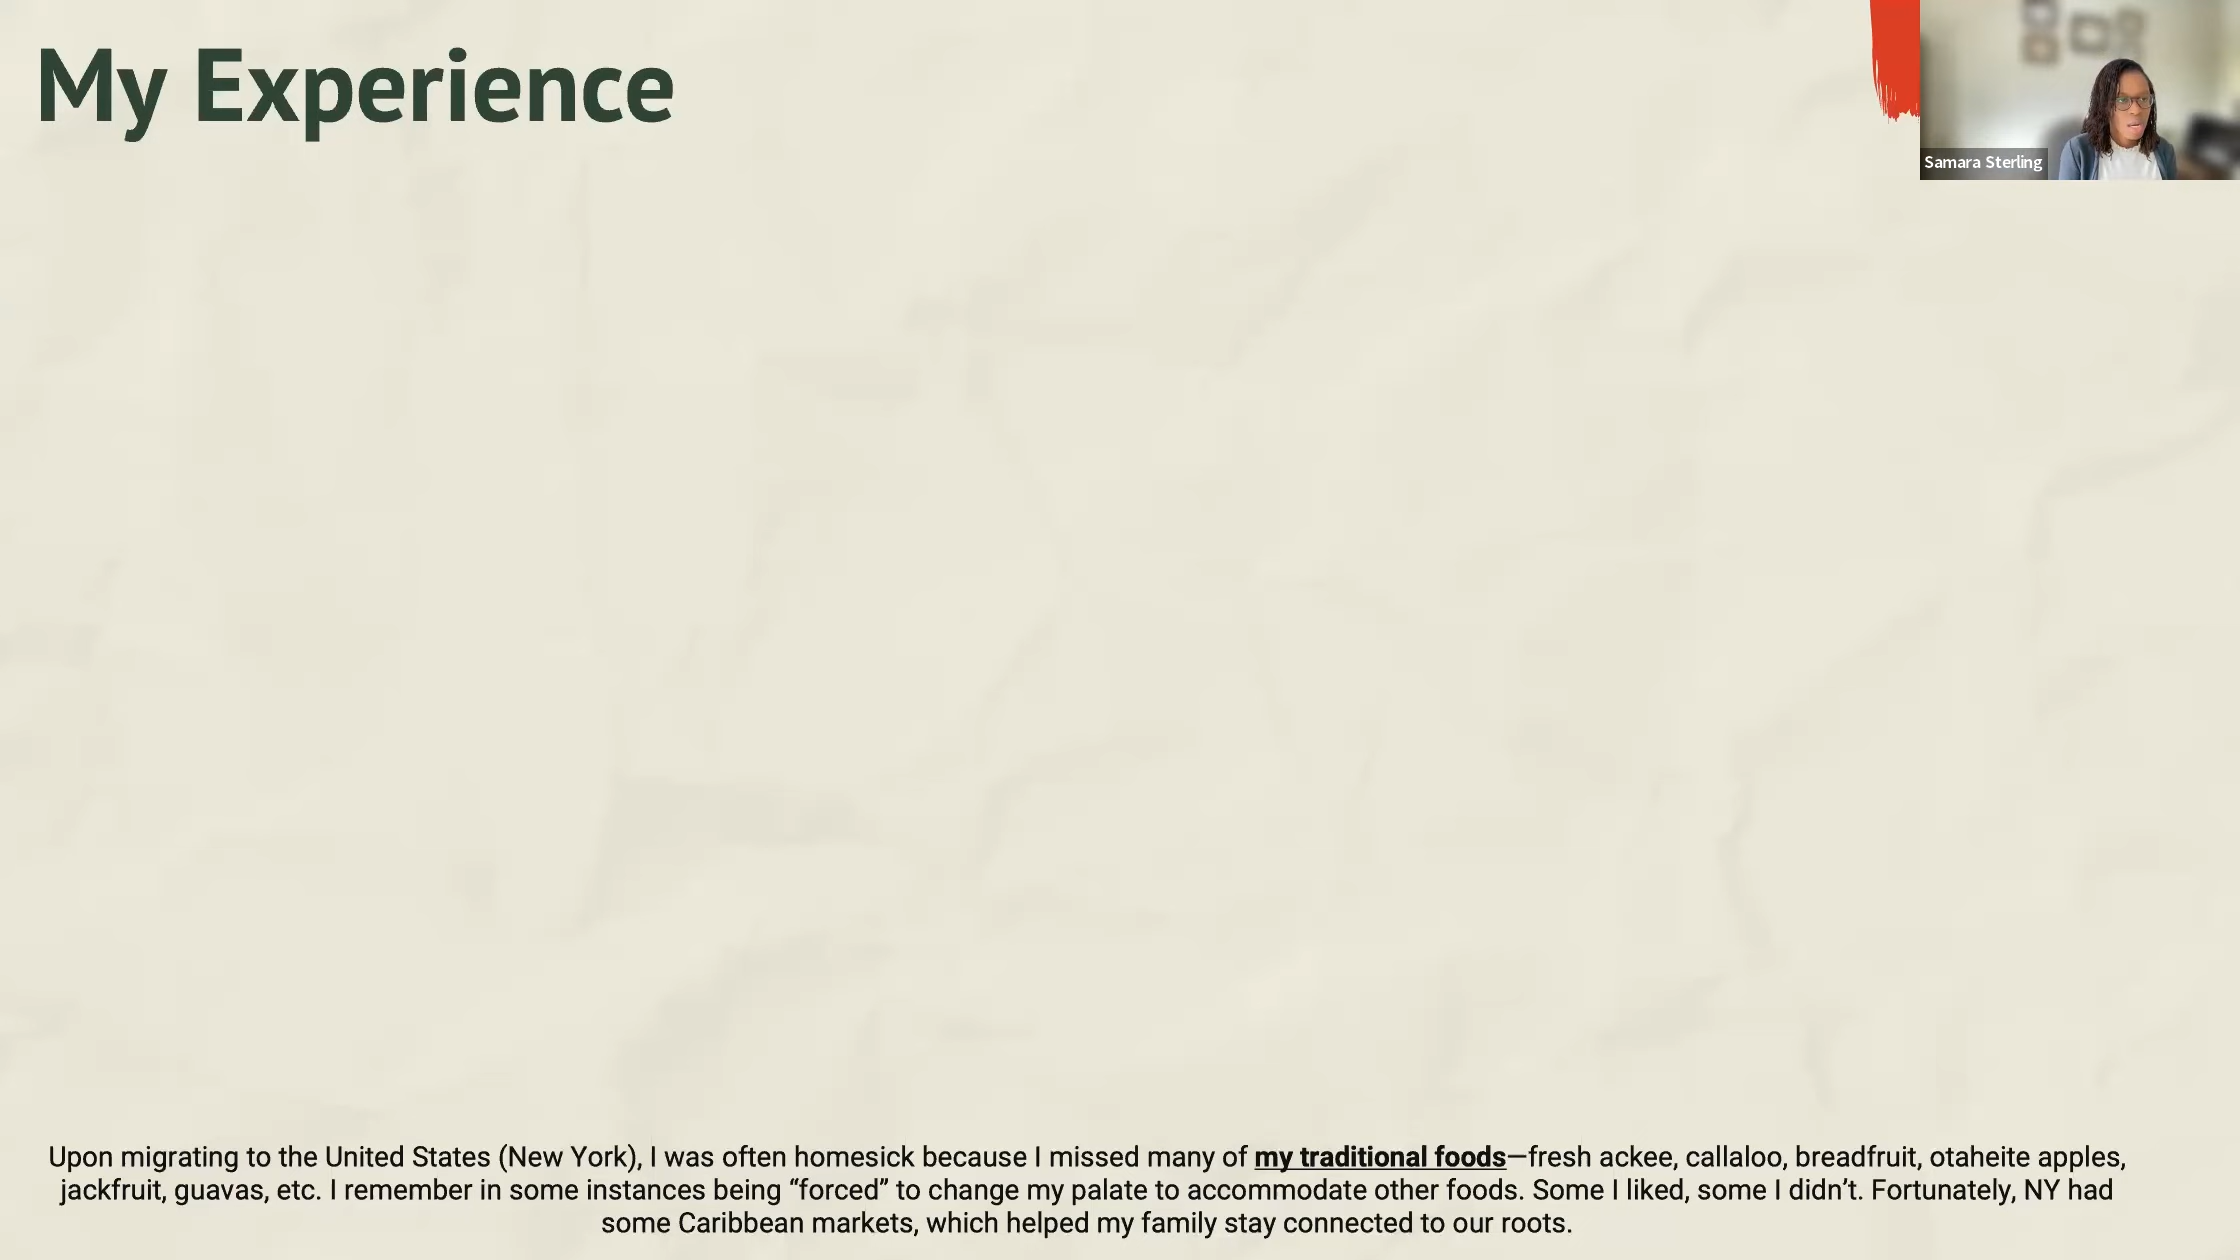 My Experience
Samara Sterling
Upon migrating to the United States (New York), I was often homesick because I missed many of my traditional foods—fresh ackee, callaloo, breadfruit, otaheite apples,
jackfruit, guavas, etc. I remember in some instances being “forced” to change my palate to accommodate other foods. Some I liked, some I didn’t. Fortunately, NY had
some Caribbean markets, which helped my family stay connected to our roots.